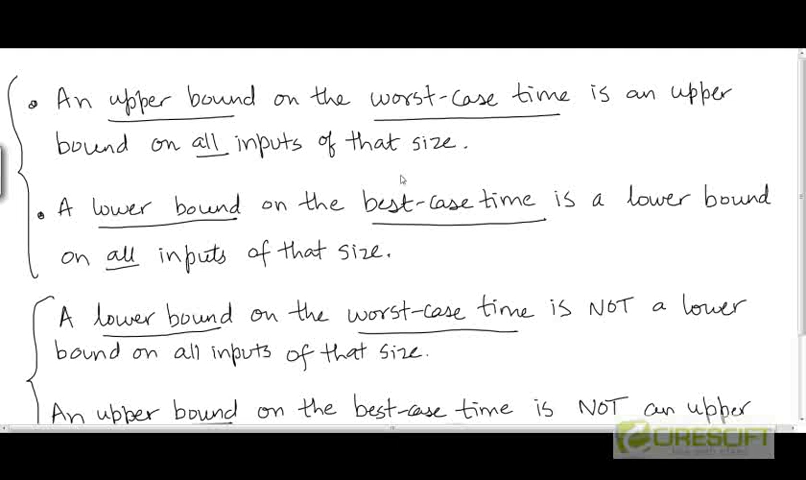 • An upper bound on the worst-case time is an upper
bound on all inputs of that size.
• A lower bound on the best-case time is a lower bound
on all inputs of that size.
A lower bound on the worst-case time is NOT a lower
bound on all inputs of that size.
An upper bound on the best-case time is NOT an upper
CIRESOFT